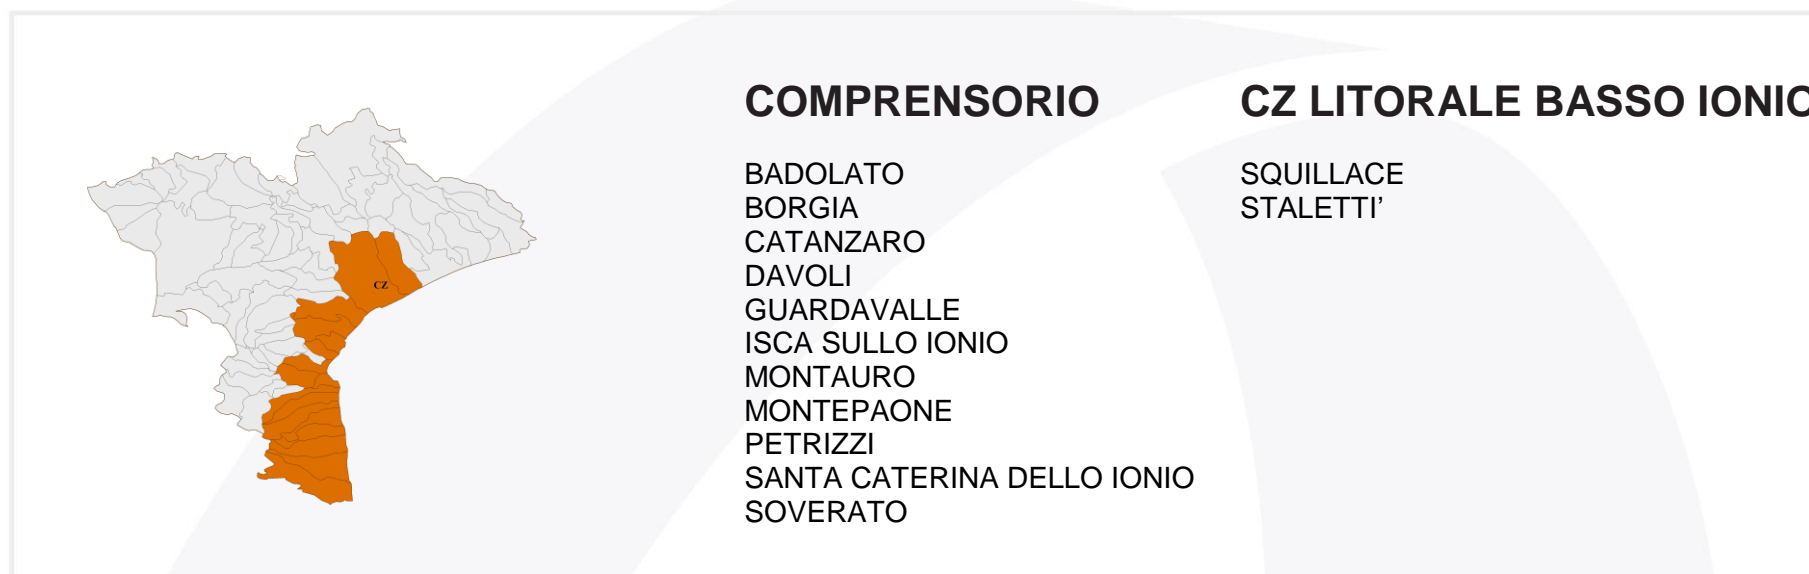 COMPRENSORIO CZ LITORALE BASSO IONIO
BADOLATO
BORGIA
CATANZARO
DAVOLI
GUARDAVALLE
ISCA SULLO IONIO
MONTAURO
MONTEPAONE
PETRIZZI
SANTA CATERINA DELLO IONIO
SOVERATO
SQUILLACE
STALETTI’
CZ